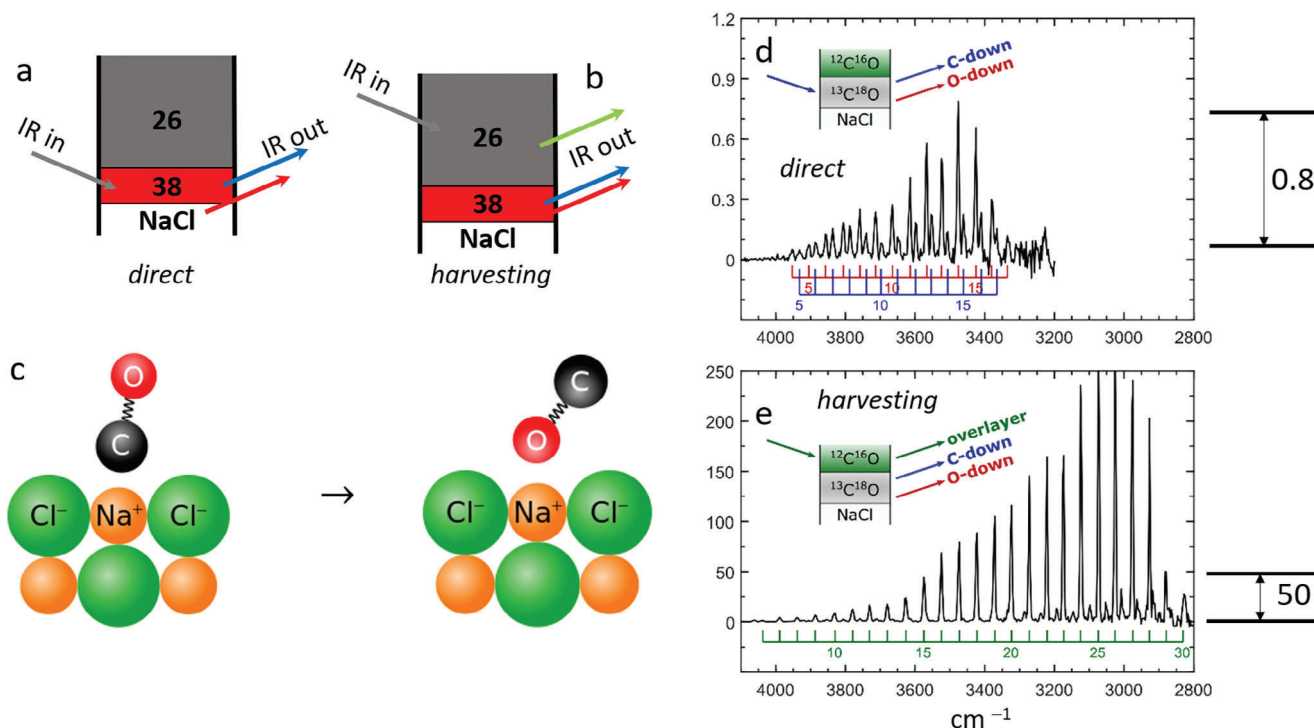 a
IR in
26
38
IR out
NaCl
direct
b
IR in
26
IR out
38
NaCl
harvesting
c
O
C
Cl⁻ Na⁺ Cl⁻
→
C
O
Cl⁻ Na⁺ Cl⁻
d
1.2
0.9
0.6
0.3
0
¹²C¹⁶O
¹³C¹⁸O
NaCl
C-down
O-down
direct
5 10 15
5 10 15
4000 3600 3200 3000 2800
0.8
e
harvesting
250
200
150
100
50
0
¹²C¹⁶O
¹³C¹⁸O
NaCl
overlayer
C-down
O-down
10 15 20 25 30
4000 3600 3200 3000 2800
cm ⁻¹
50